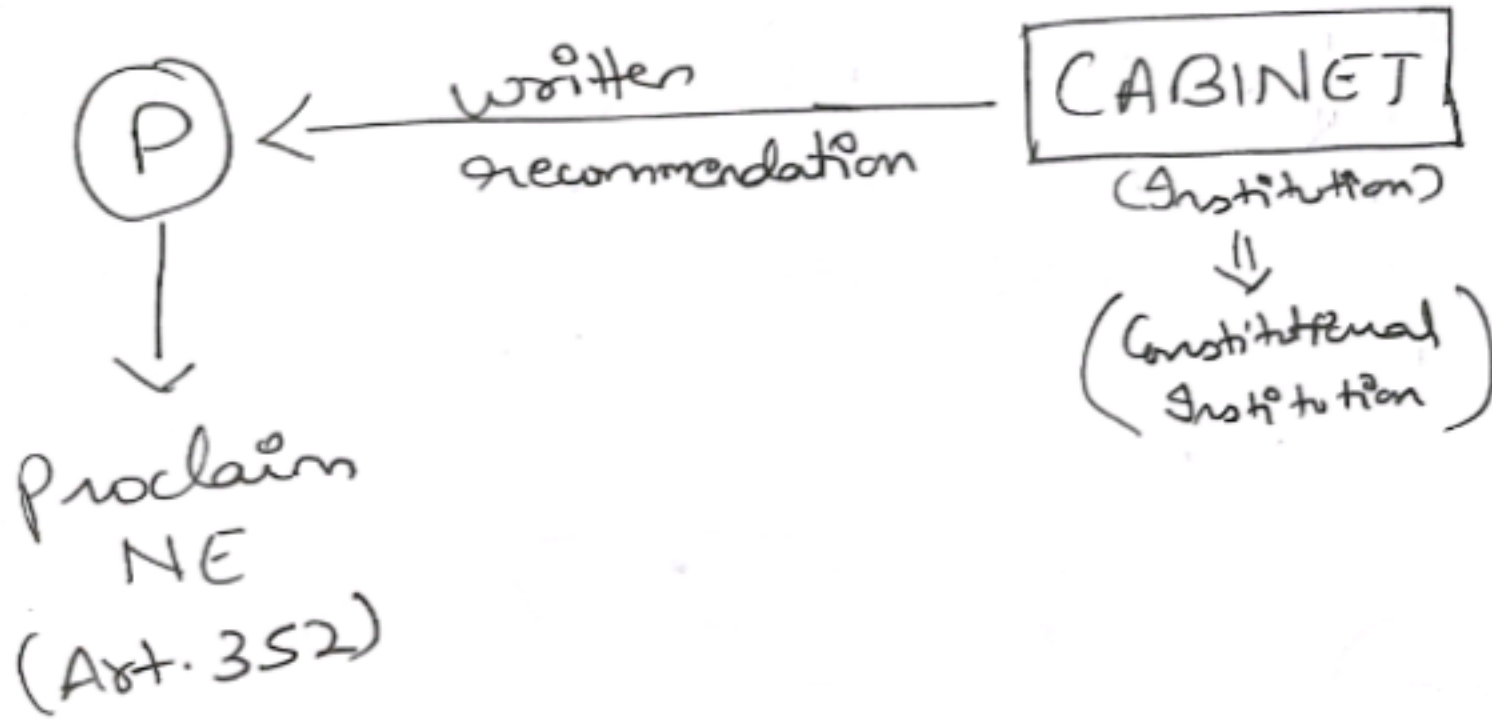 P
written
recommendation
CABINET
(Institution)
(Constitutional
Institution)
Proclaim
NE
(Art. 352)